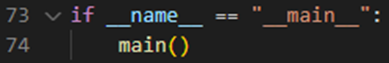 73 if __name__ == "__main__":
74 main()